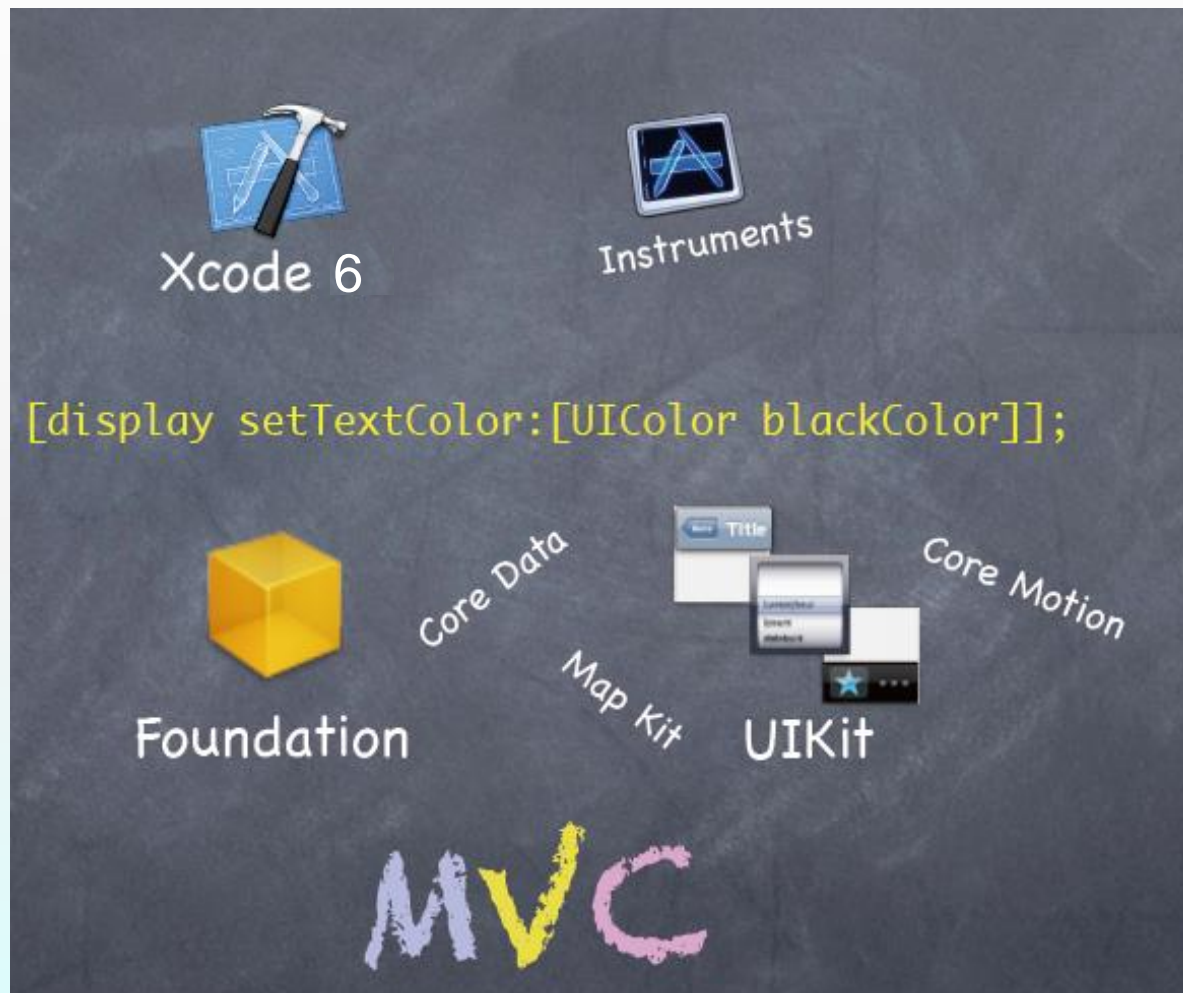 Xcode 6
Instruments
[display setTextColor:[UIColor blackColor]];
Title
Core Data
Core Motion
Map Kit
Foundation
UIKit
MVC